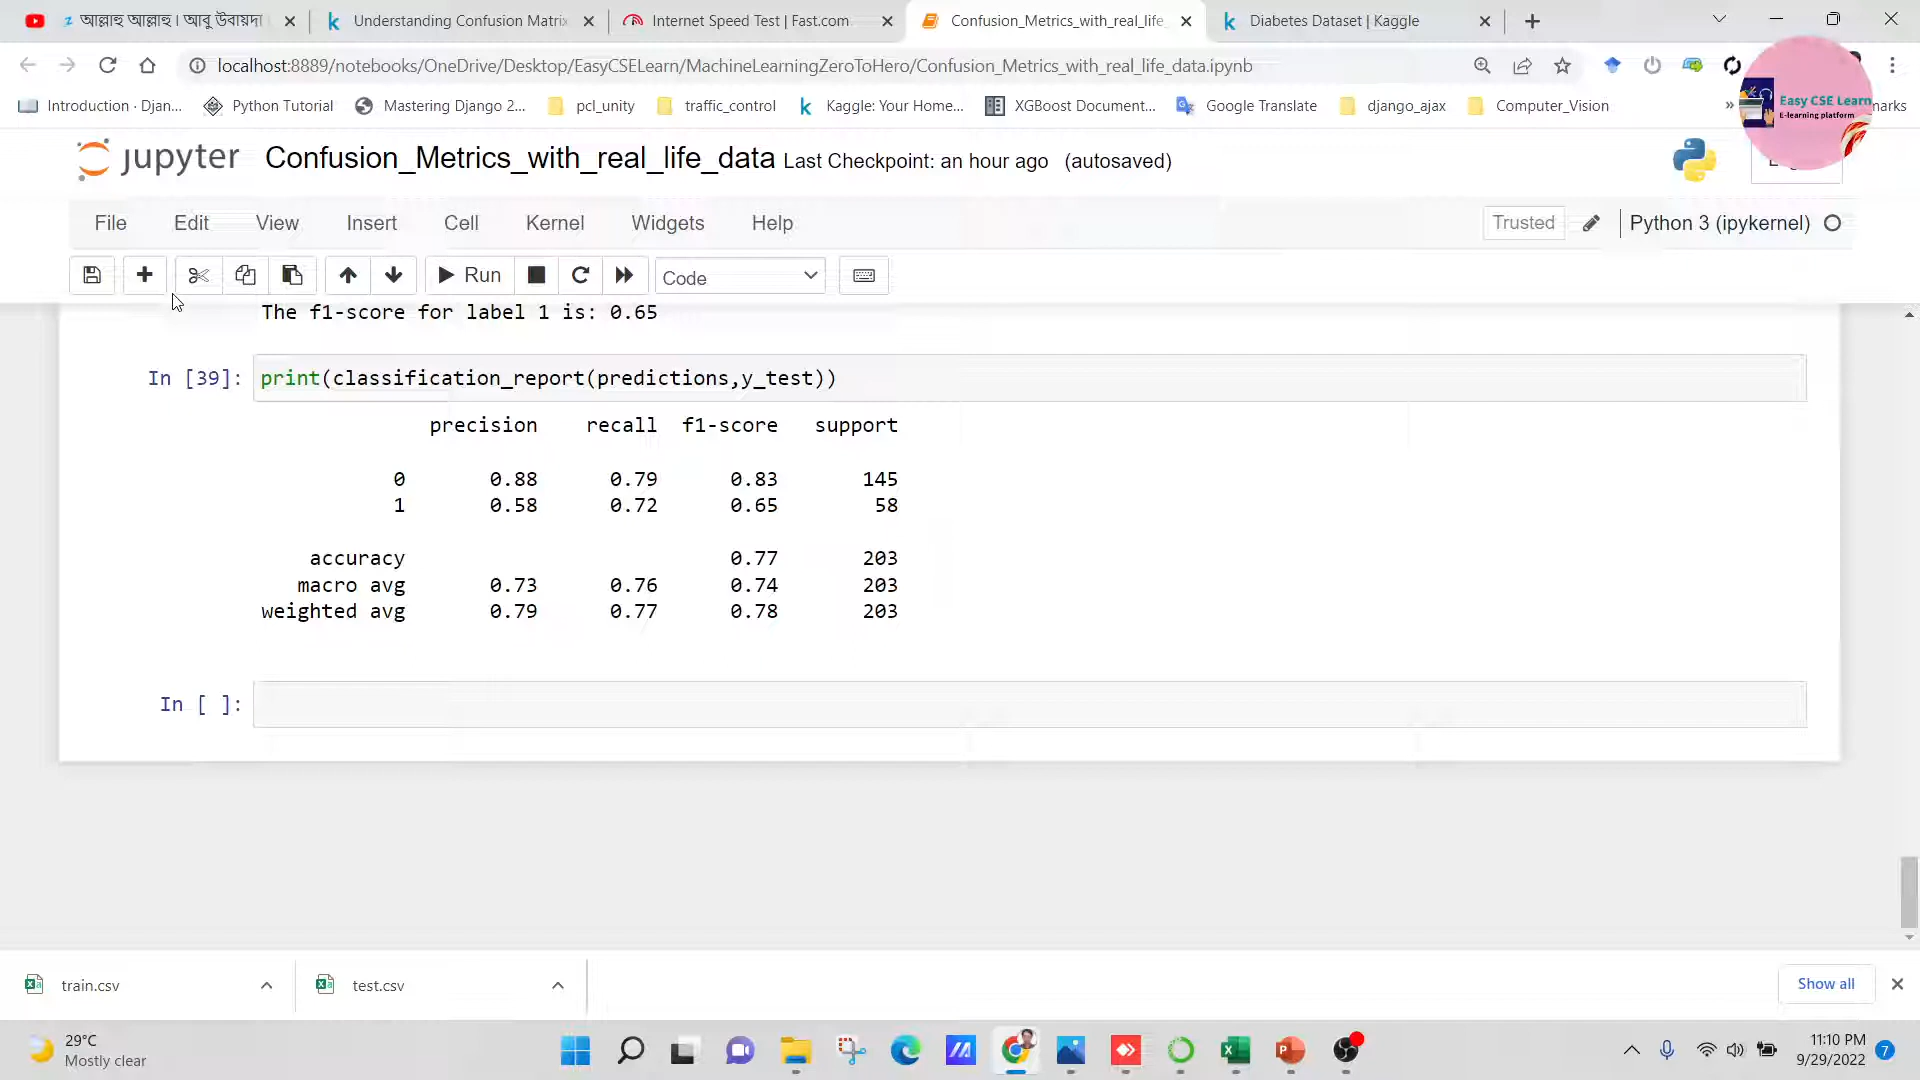 আল্লাহু আল্লাহু। আবু উবায়দা
Understanding Confusion Matrix
Internet Speed Test | Fast.com
Confusion_Metrics_with_real_life_
Diabetes Dataset | Kaggle
localhost:8889/notebooks/OneDrive/Desktop/EasyCSELearn/MachineLearningZeroToHero/Confusion_Metrics_with_real_life_data.ipynb
Introduction · Djan... Python Tutorial Mastering Django 2... pcl_unity traffic_control Kaggle: Your Home... XGBoost Document... Google Translate django_ajax Computer_Vision »
Easy CSE Learn
E-learning platform
jupyter Confusion_Metrics_with_real_life_data Last Checkpoint: an hour ago (autosaved)
File Edit View Insert Cell Kernel Widgets Help Trusted Python 3 (ipykernel)
Run Code
The f1-score for label 1 is: 0.65
In [39]: print(classification_report(predictions,y_test))
precision recall f1-score support
0 0.88 0.79 0.83 145
1 0.58 0.72 0.65 58
accuracy 0.77 203
macro avg 0.73 0.76 0.74 203
weighted avg 0.79 0.77 0.78 203
In [ ]:
train.csv test.csv Show all
29°C
Mostly clear
11:10 PM
9/29/2022
7